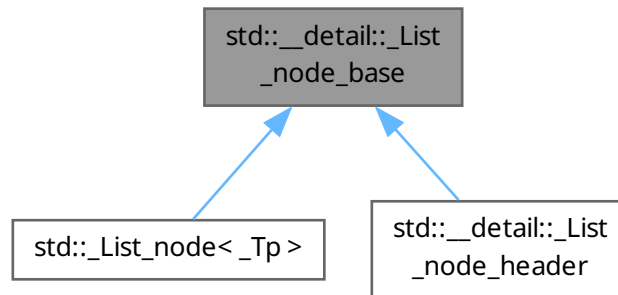 std::__detail::_List
_node_base
std::_List_node< _Tp >
std::__detail::_List
_node_header